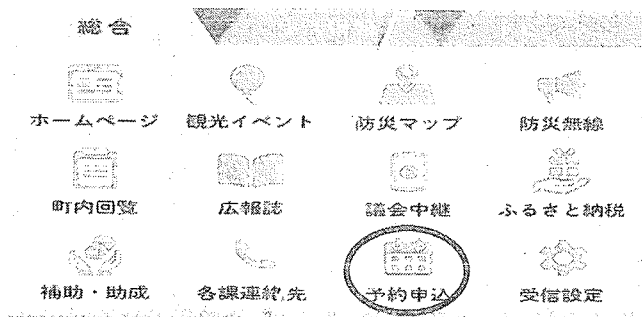 総合
ホームページ 観光イベント 防災マップ 防災無線
町内回覧 広報誌 議会中継 ふるさと納税
補助・助成 各課連絡先 予約申込 受信設定